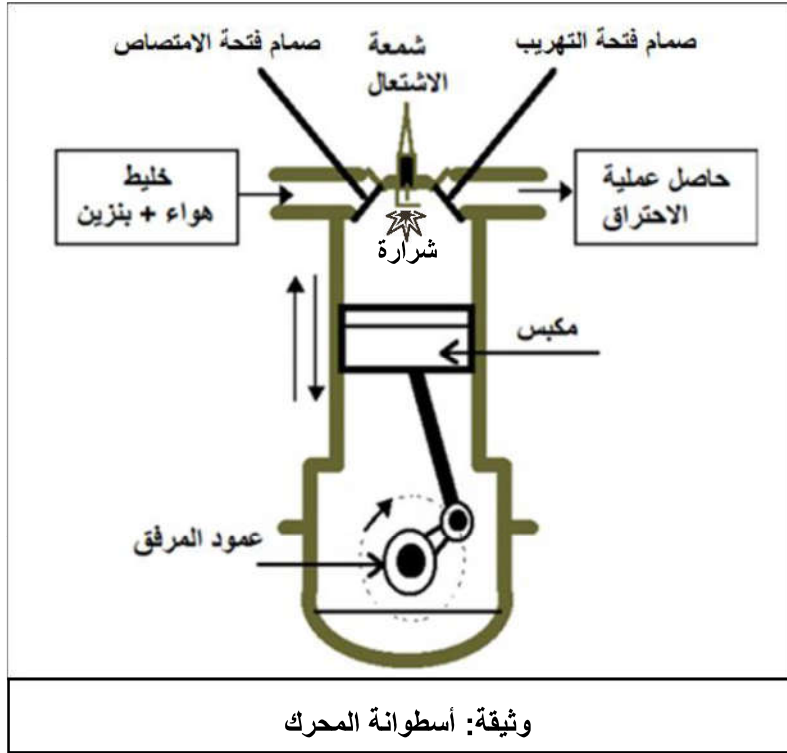 صمام فتحة التهريب
شمعة
الاشتعال
صمام فتحة الامتصاص
حاصل عملية
الاحتراق
خليط
هواء + بنزين
شرارة
مكبس
عمود المرفق
وثيقة: أسطوانة المحرك